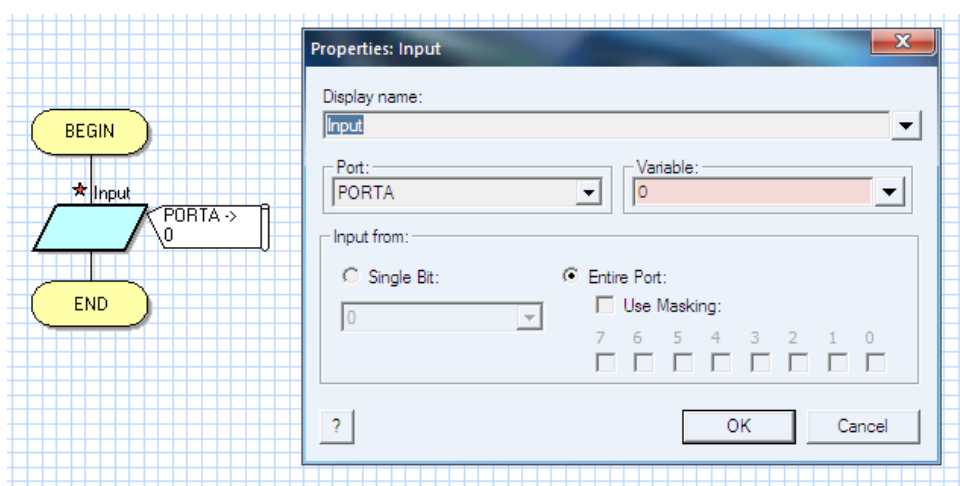 BEGIN
Input
PORTA ->
0
END
Properties: Input
X
Display name:
Input
Port:
Variable:
PORTA
0
Input from:
Single Bit:
Entire Port:
0
Use Masking:
7 6 5 4 3 2 1 0
?
OK
Cancel